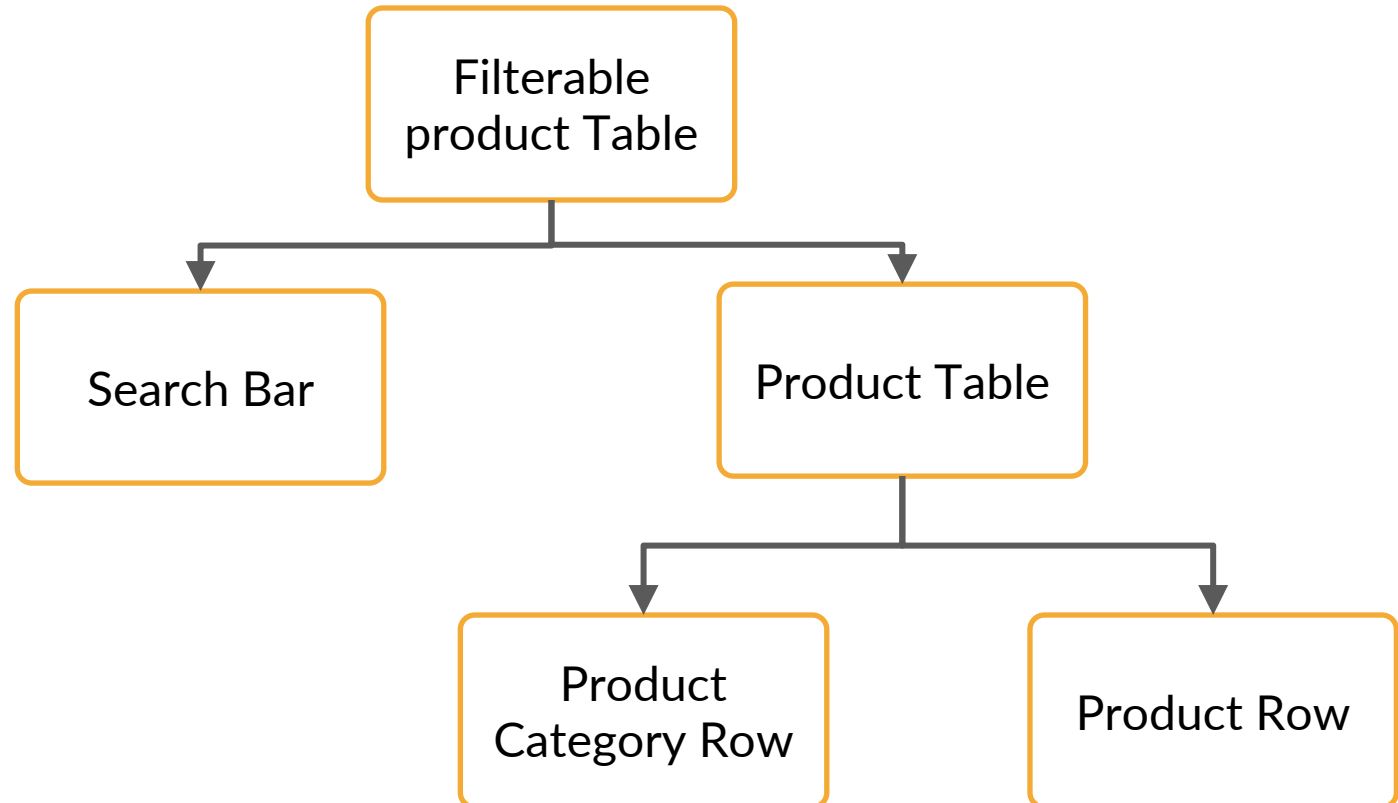 Filterable
product Table
Search Bar
Product Table
Product
Category Row
Product Row